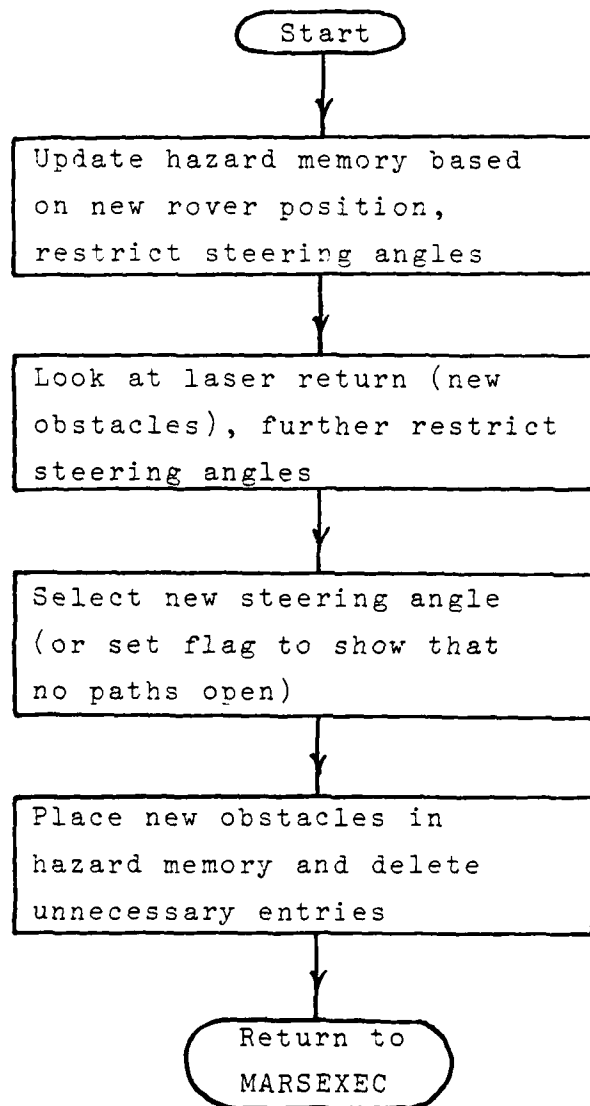 Start
Update hazard memory based
on new rover position,
restrict steering angles
Look at laser return (new
obstacles), further restrict
steering angles
Select new steering angle
(or set flag to show that
no paths open)
Place new obstacles in
hazard memory and delete
unnecessary entries
Return to
MARSEXEC